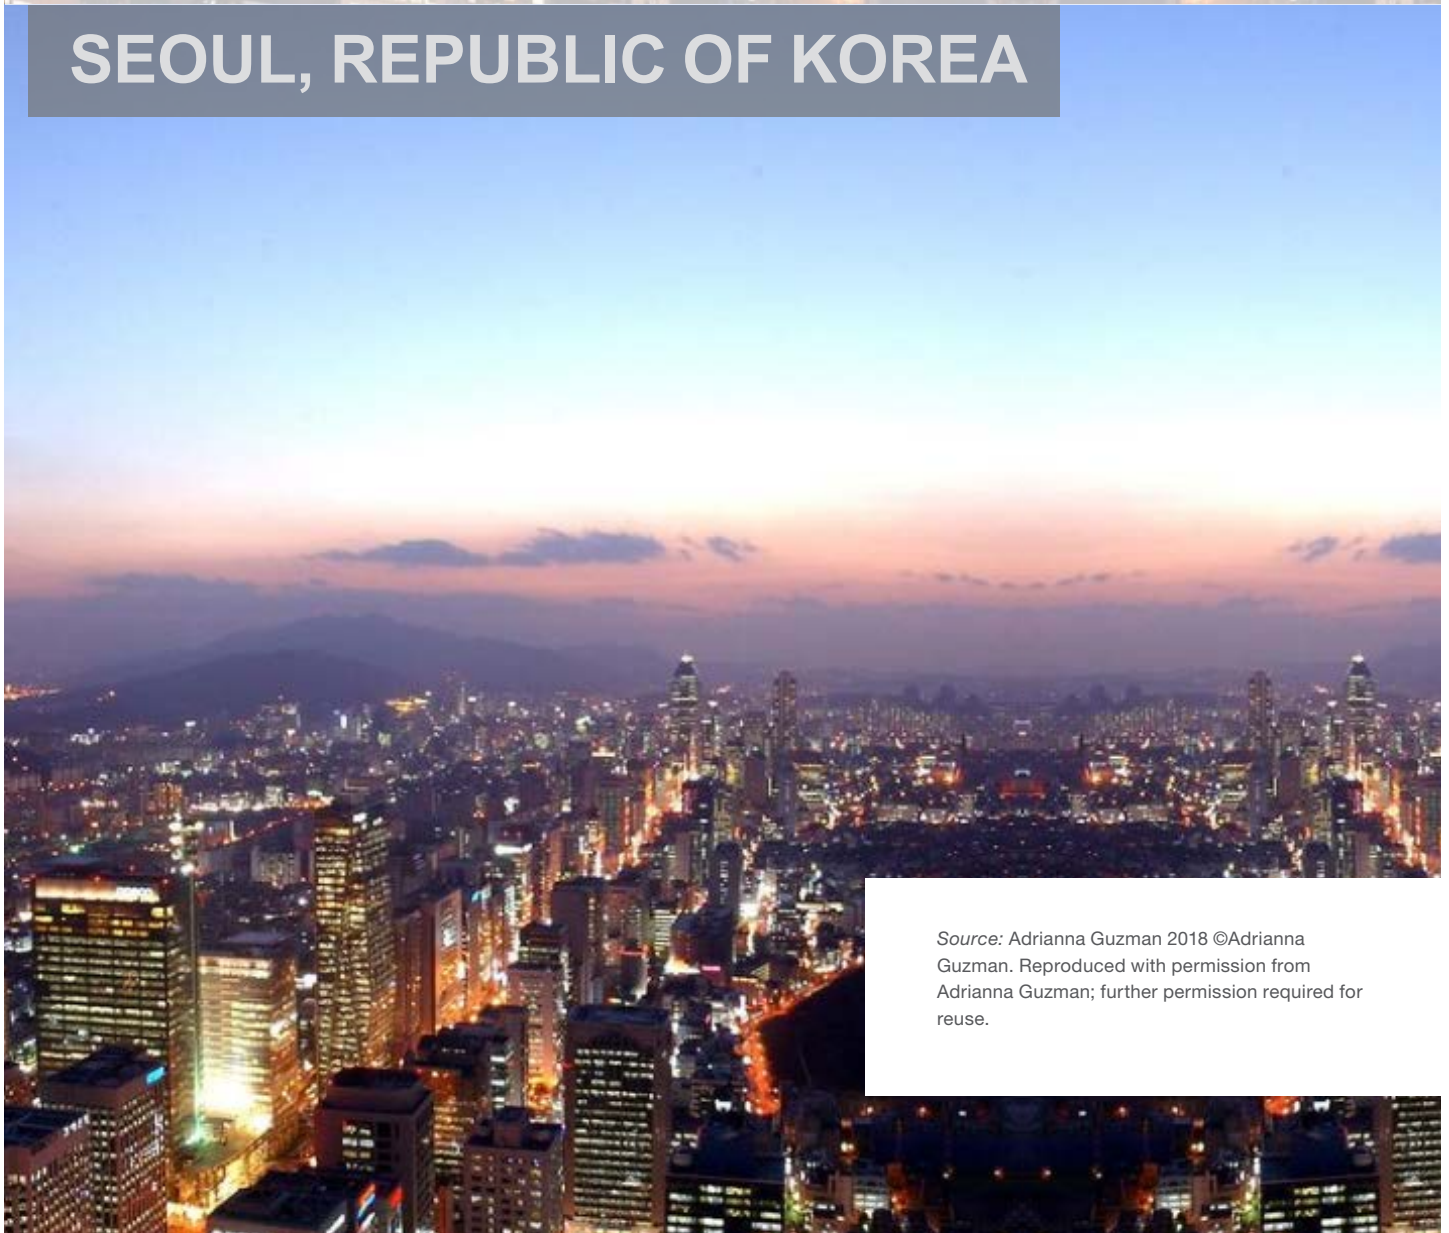 SEOUL, REPUBLIC OF KOREA
Source: Adrianna Guzman 2018 ©Adrianna
Guzman. Reproduced with permission from
Adrianna Guzman; further permission required for
reuse.